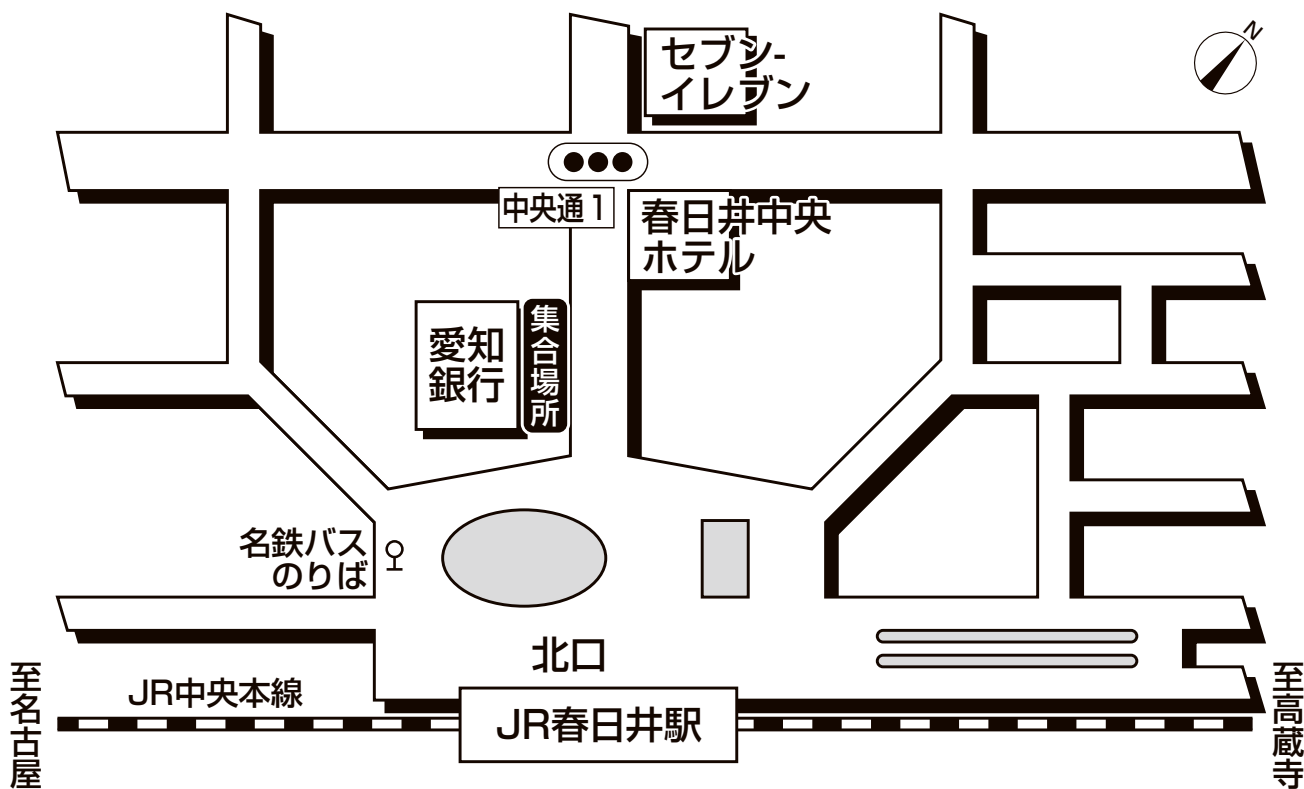 N
セブン-
イレブン
中央通1
春日井中央
ホテル
愛知
銀行
集合場所
名鉄バス
のりば
北口
至名古屋
JR中央本線
JR春日井駅
至高蔵寺